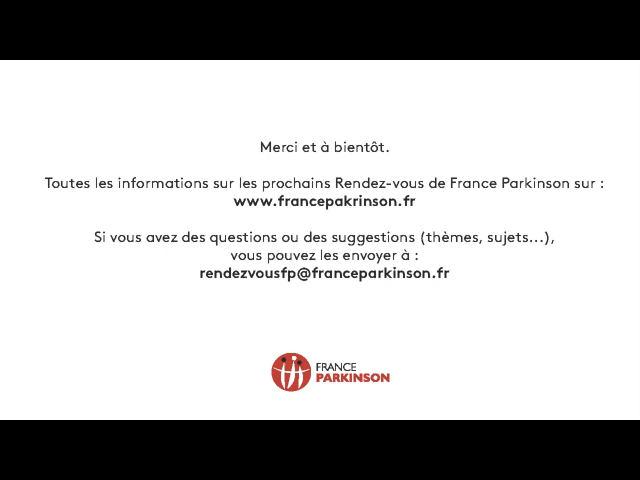 Merci et à bientôt.
Toutes les informations sur les prochains Rendez-vous de France Parkinson sur :
www.francepakrinson.fr
Si vous avez des questions ou des suggestions (thèmes, sujets...),
vous pouvez les envoyer à :
rendezvousfp@franceparkinson.fr
FRANCE
PARKINSON